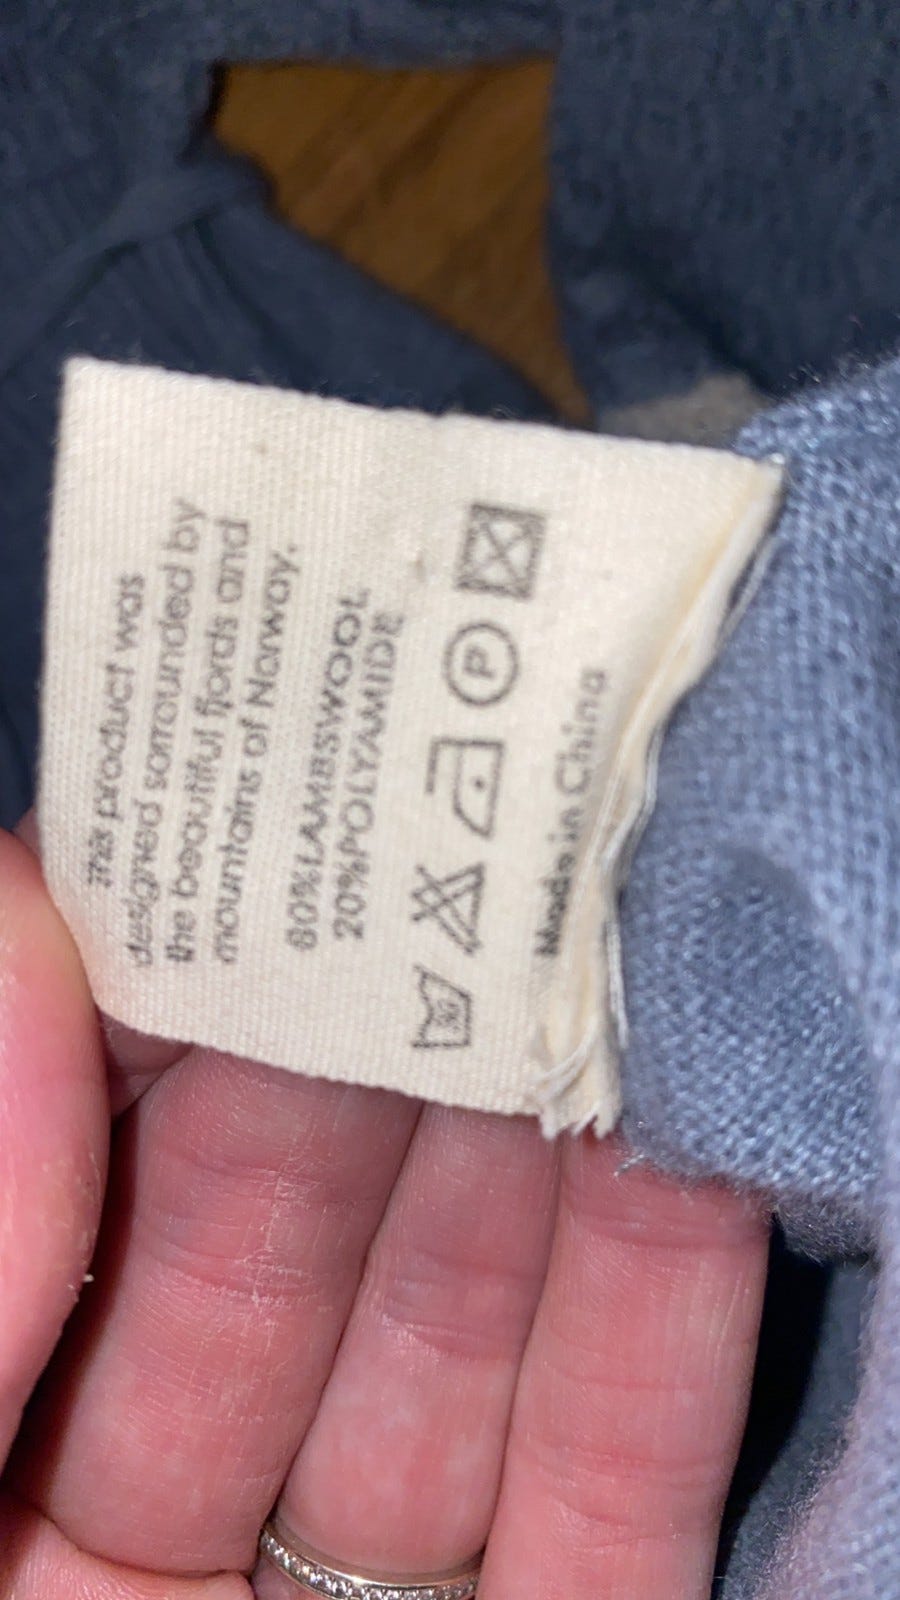 This product was
designed sorrounded by
the beautiful fjords and
mountains of Norway.
80%LAMBSWOOL
20%POLYAMIDE
P
Made in China